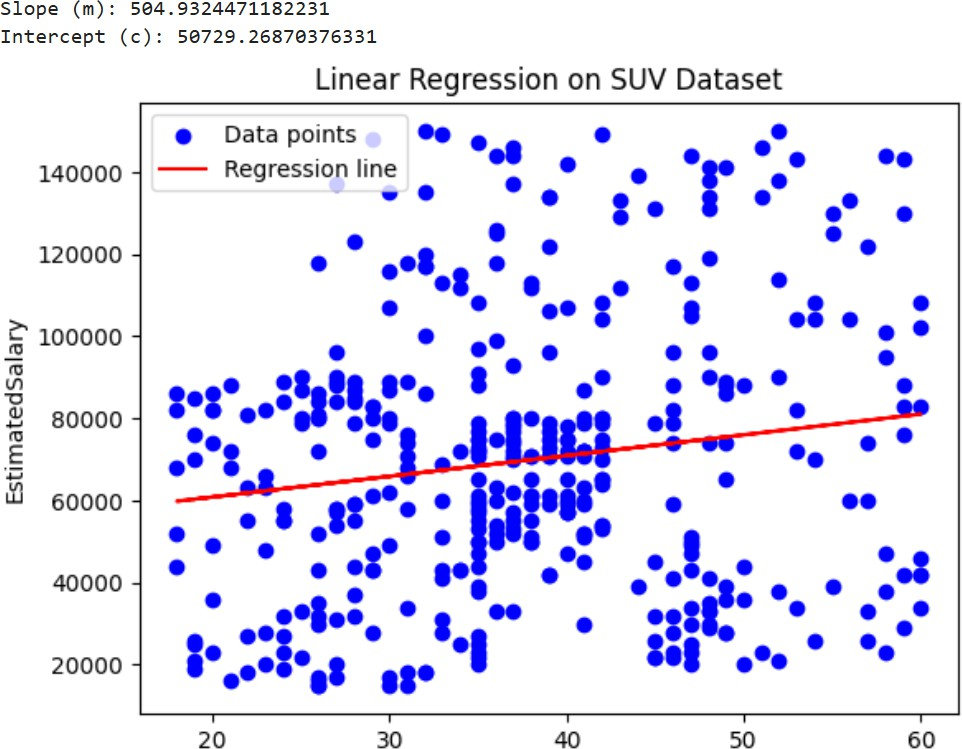 Slope (m): 504.9324471182231
Intercept (c): 50729.26870376331
Linear Regression on SUV Dataset
Data points
Regression line
EstimatedSalary
140000
120000
100000
80000
60000
40000
20000
20 30 40 50 60